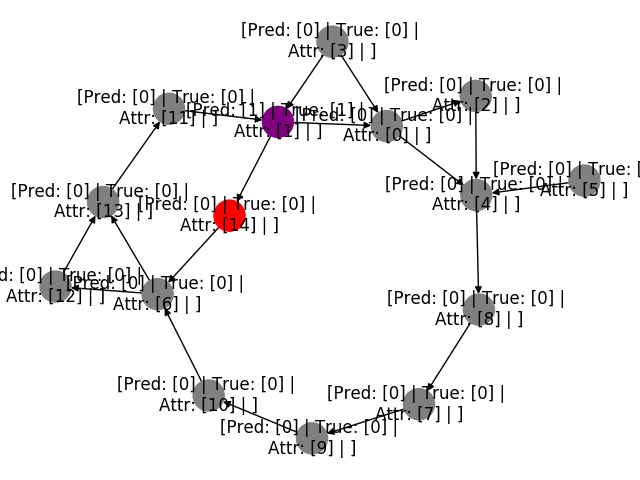 [Pred: [0] | True: [0] |
Attr: [3] | ]
[Pred: [0] | True: [0] |
Attr: [2] | ]
[Pred: [0] | True: [0] |
Attr: [11] | ]
[Pred: [1] | True: [1] |
Attr: [1] | ]
[Pred: [0] | True: [0] |
Attr: [0] | ]
[Pred: [0] | True: [
Attr: [5] | ]
[Pred: [0] | True: [0] |
Attr: [4] | ]
[Pred: [0] | True: [0] |
Attr: [13] | ]
[Pred: [0] | True: [0] |
Attr: [14] | ]
d: [0] | True: [0] |
Attr: [12] | ]
[Pred: [0] | True: [0] |
Attr: [6] | ]
[Pred: [0] | True: [0] |
Attr: [8] | ]
[Pred: [0] | True: [0] |
Attr: [10] | ]
[Pred: [0] | True: [0] |
Attr: [7] | ]
[Pred: [0] | True: [0] |
Attr: [9] | ]